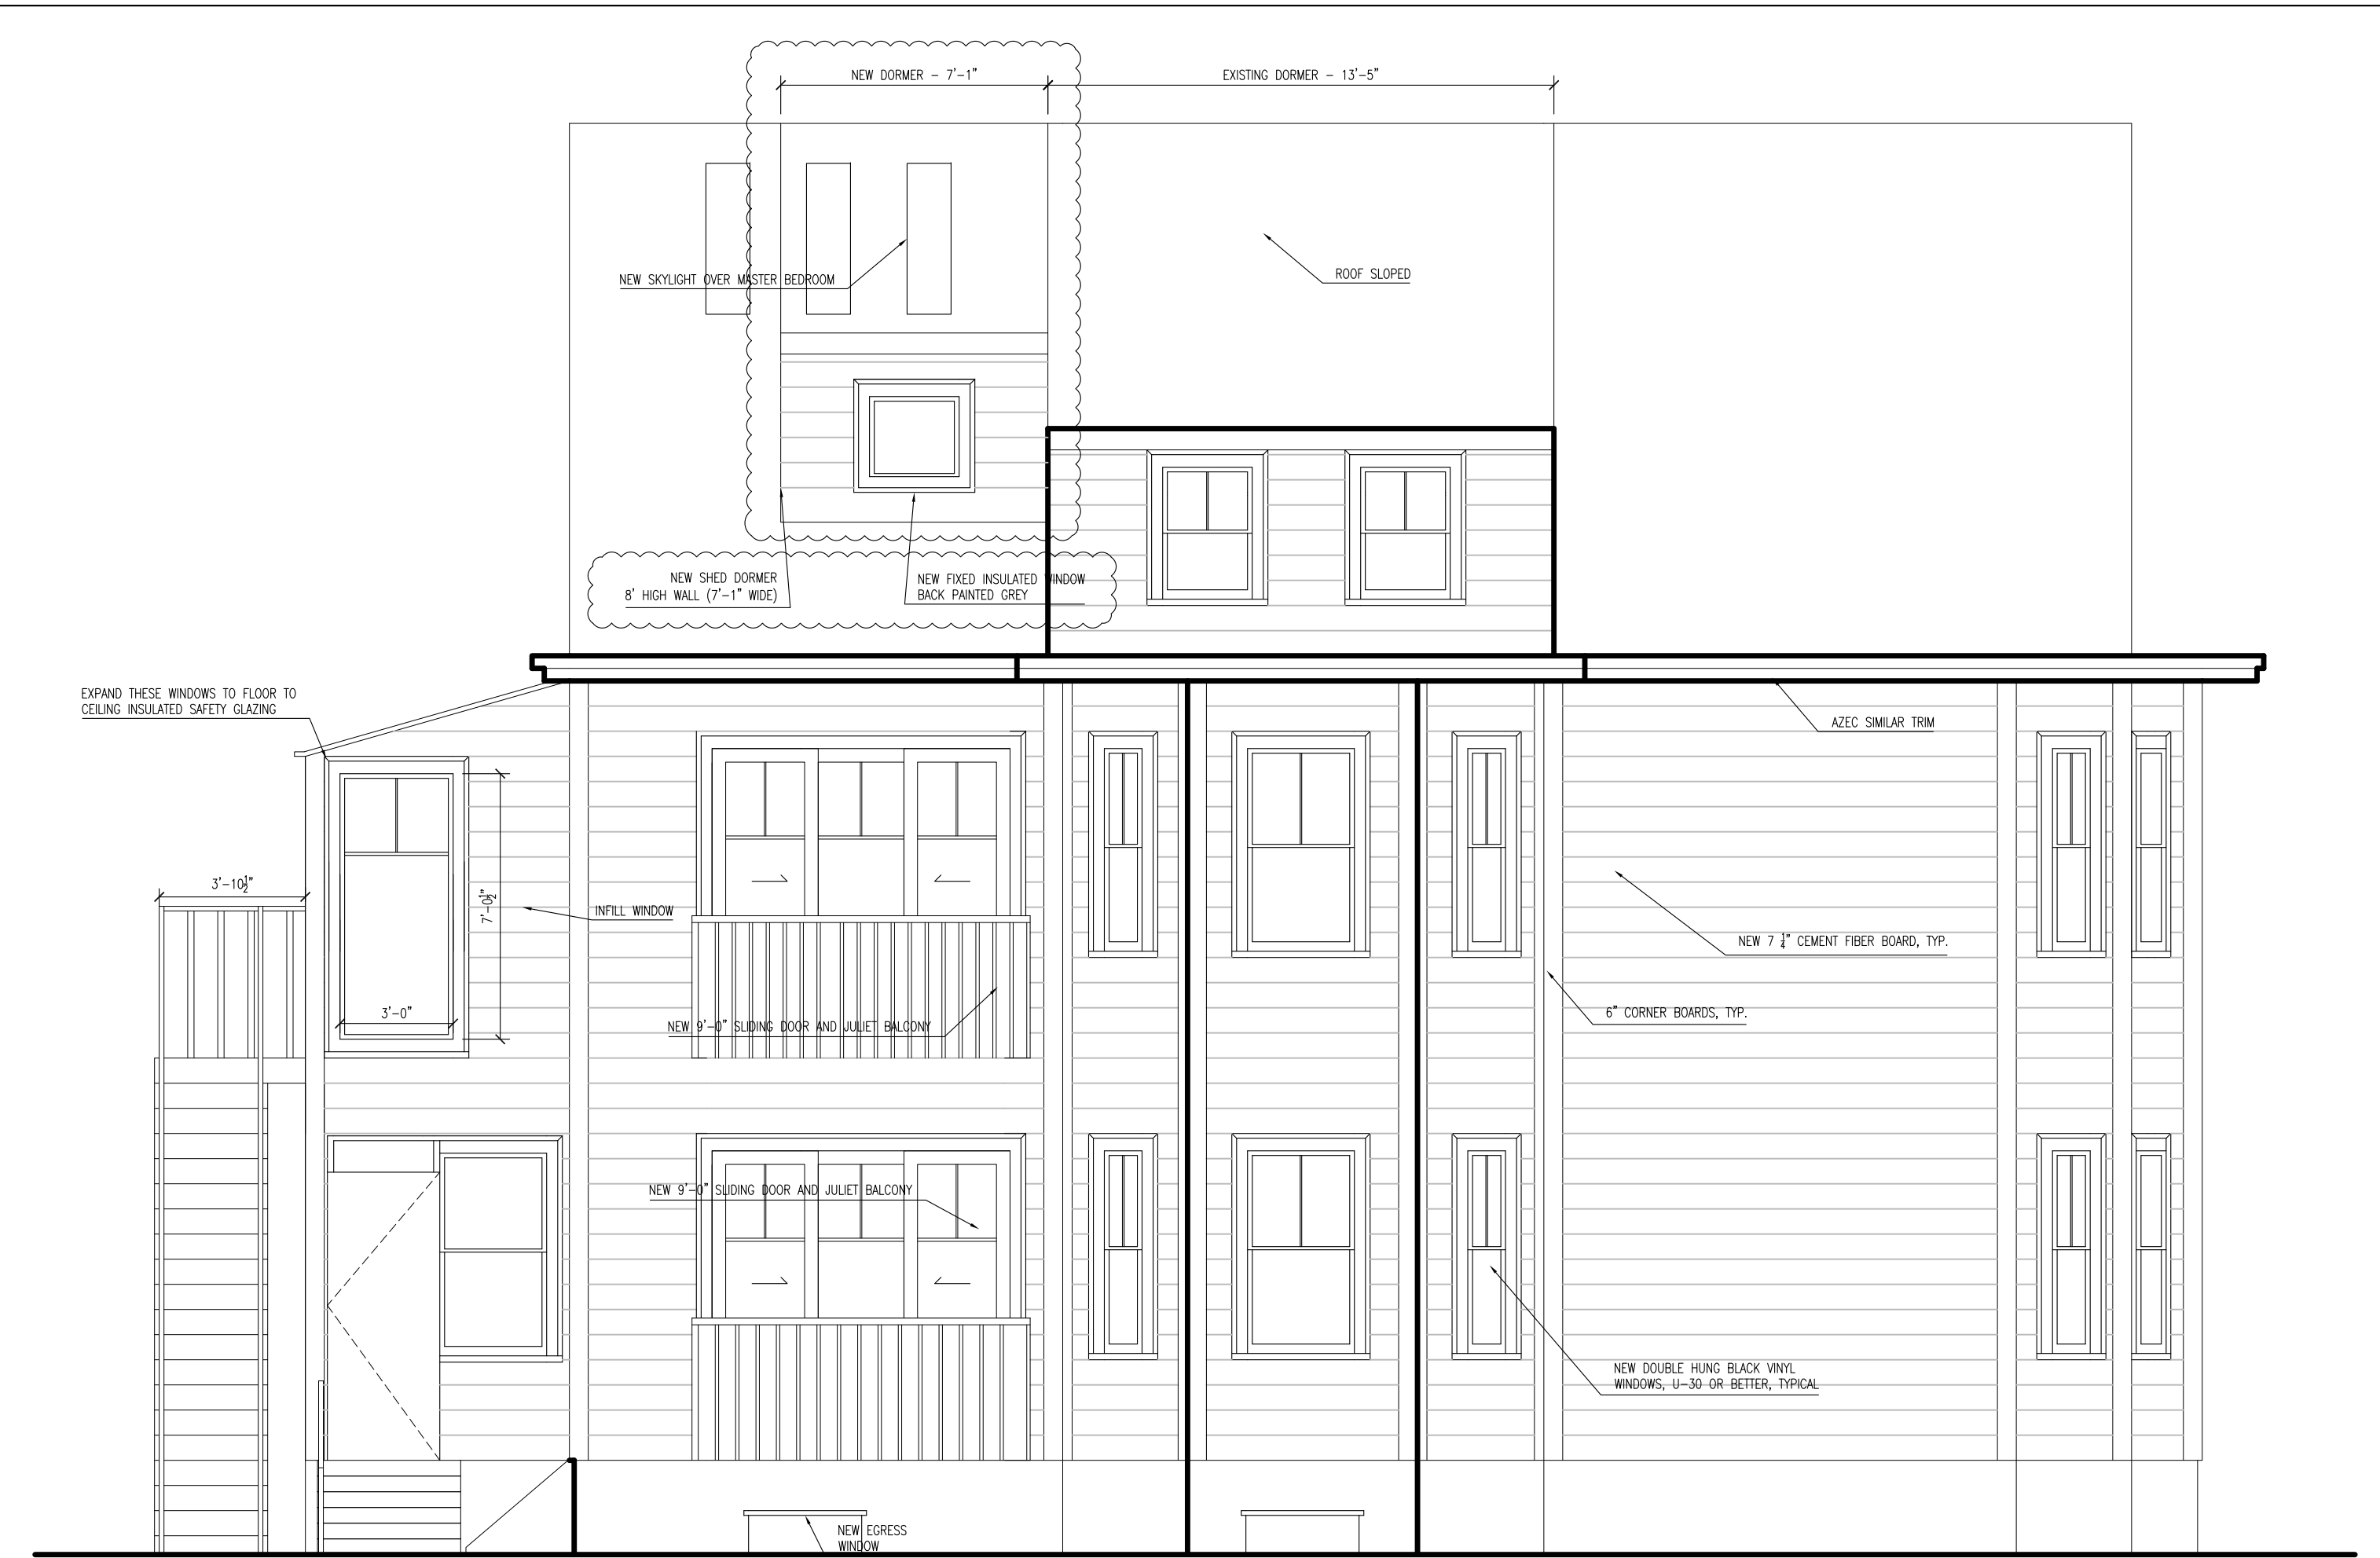 NEW DORMER – 7'–1"
EXISTING DORMER – 13'–5"
NEW SKYLIGHT OVER MASTER BEDROOM
ROOF SLOPED
NEW SHED DORMER
8' HIGH WALL (7'–1" WIDE)
NEW FIXED INSULATED WINDOW
BACK PAINTED GREY
EXPAND THESE WINDOWS TO FLOOR TO
CEILING INSULATED SAFETY GLAZING
AZEC SIMILAR TRIM
3'–10½"
7'–0½"
INFILL WINDOW
NEW 7 ¼" CEMENT FIBER BOARD, TYP.
3'–0"
NEW 9'–0" SLIDING DOOR AND JULIET BALCONY
6" CORNER BOARDS, TYP.
NEW 9'–0" SLIDING DOOR AND JULIET BALCONY
NEW DOUBLE HUNG BLACK VINYL
WINDOWS, U–30 OR BETTER, TYPICAL
NEW EGRESS
WINDOW